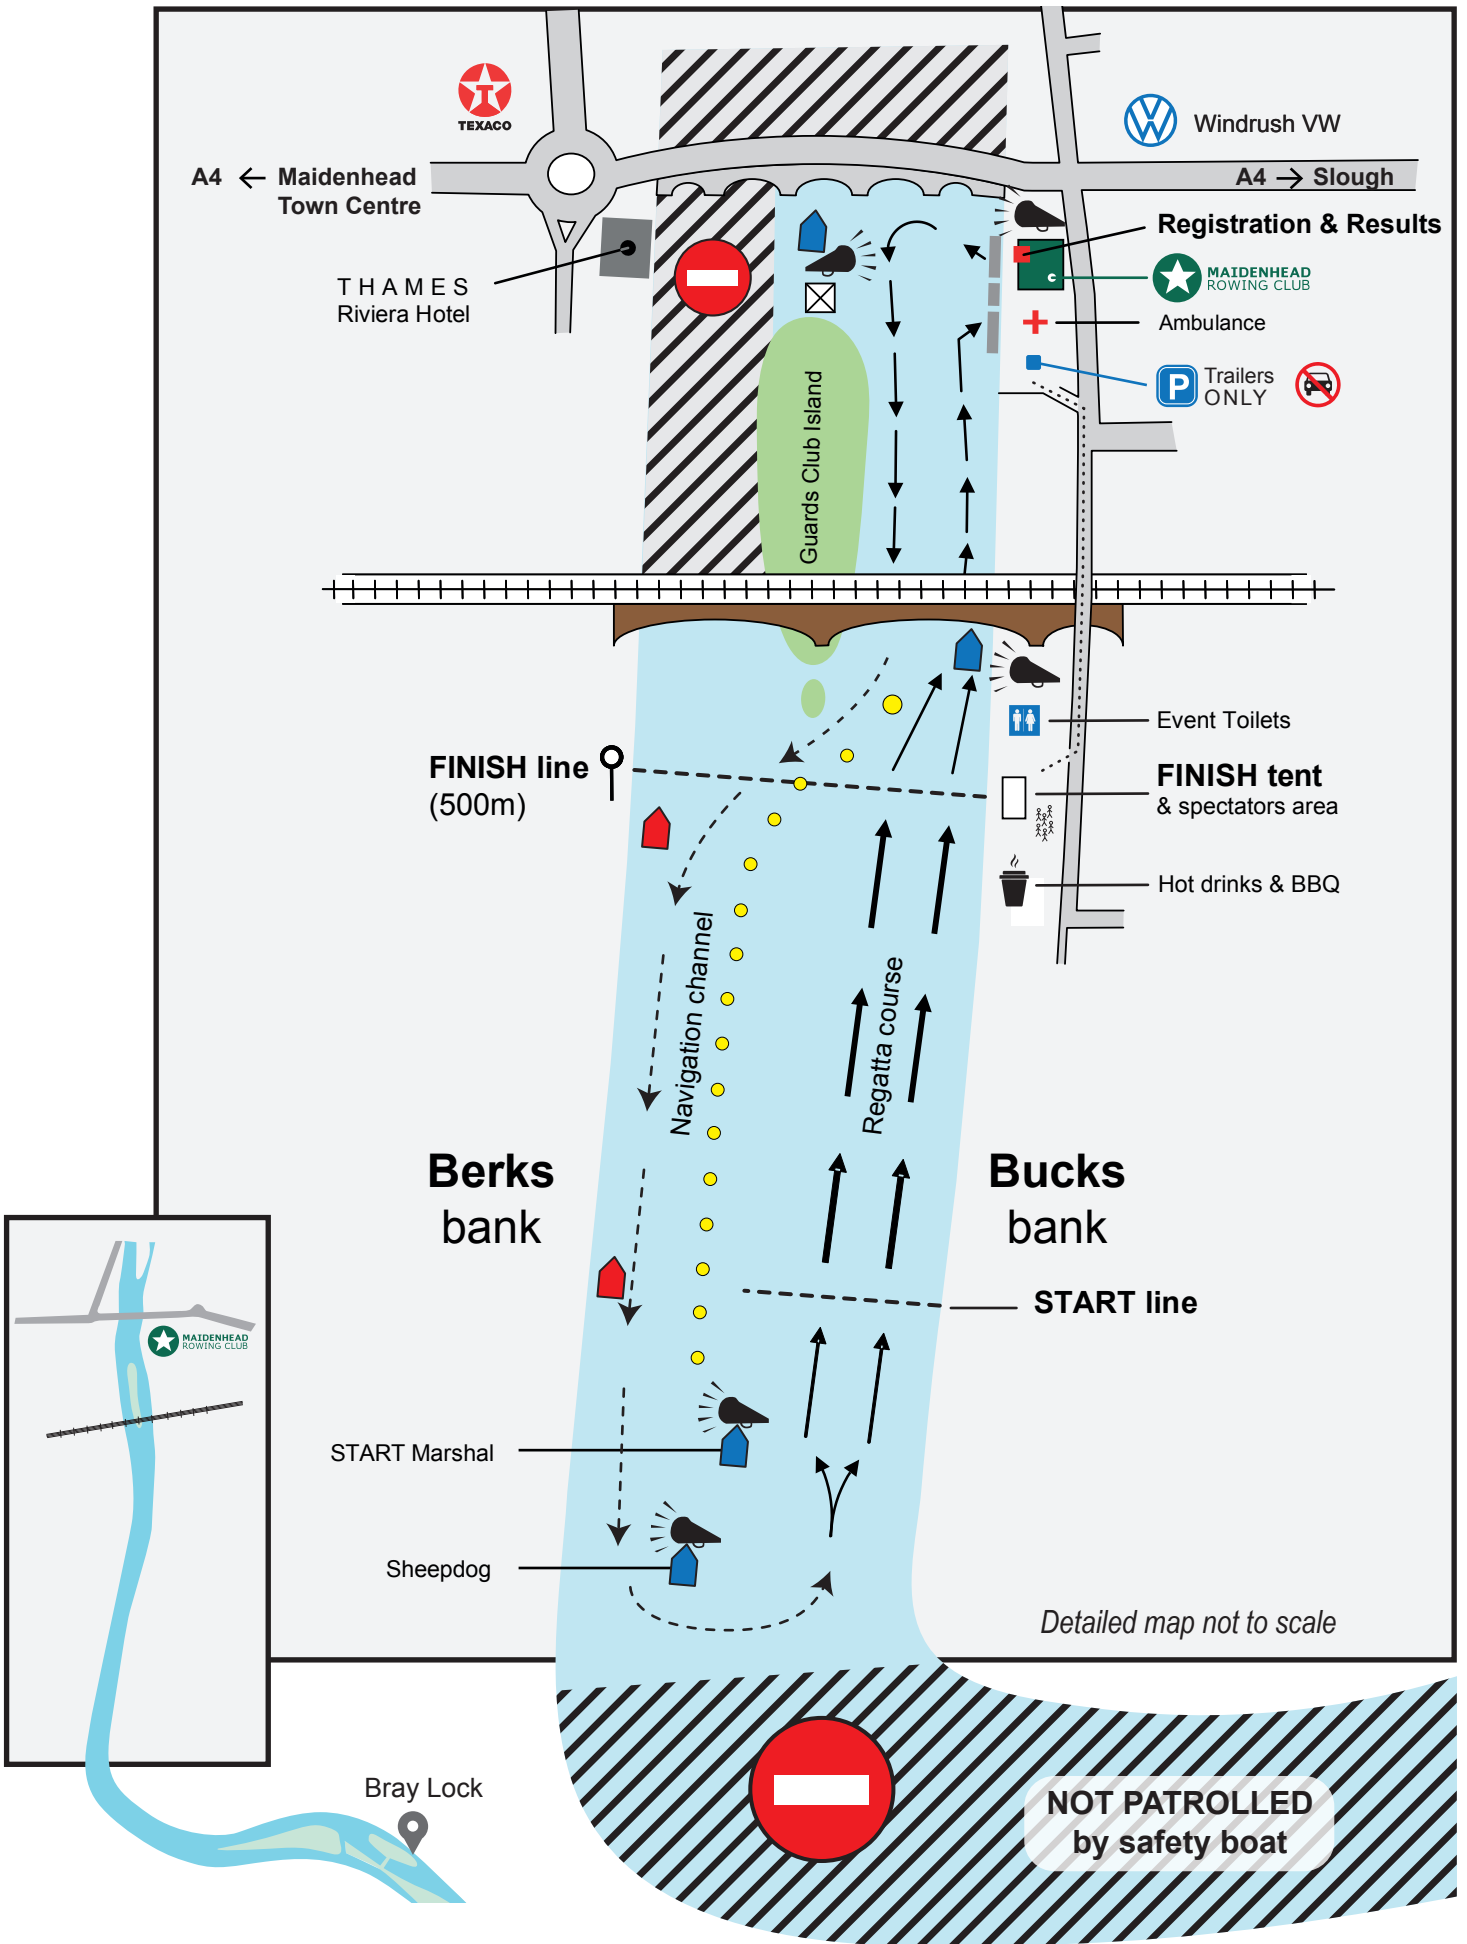 TEXACO
Windrush VW
A4 ← Maidenhead
Town Centre
A4 → Slough
Registration & Results
THAMES
Riviera Hotel
MAIDENHEAD
ROWING CLUB
Ambulance
P
Trailers
ONLY
Guards Club Island
Event Toilets
FINISH line
(500m)
FINISH tent
& spectators area
Hot drinks & BBQ
Navigation channel
Regatta course
Berks
bank
Bucks
bank
START line
MAIDENHEAD
ROWING CLUB
START Marshal
Sheepdog
Detailed map not to scale
Bray Lock
NOT PATROLLED
by safety boat